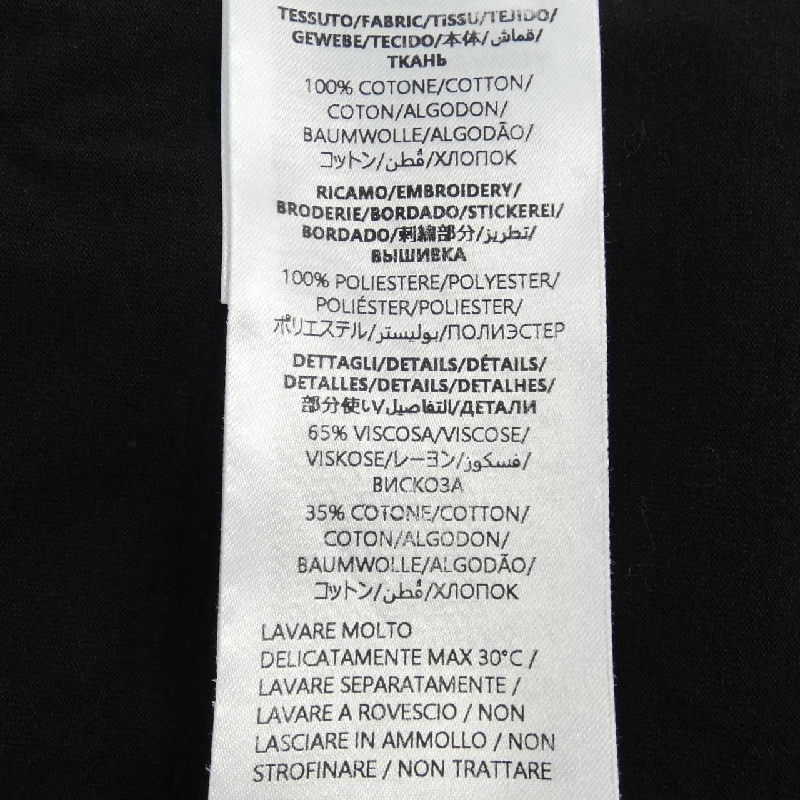 TESSUTO/FABRIC/TISSU/TEJIDO/
GEWEBE/TECIDO/本体/قماش/
ТКАНЬ
100% COTONE/COTTON/
COTON/ALGODON/
BAUMWOLLE/ALGODÃO/
コットン/قُطن/ХЛОПОК
RICAMO/EMBROIDERY/
BRODERIE/BORDADO/STICKEREI/
BORDADO/刺繍部分/تطريز/
ВЫШИВКА
100% POLIESTERE/POLYESTER/
POLIÉSTER/POLIESTER/
ポリエステル/بوليستر/ПОЛИЭСТЕР
DETTAGLI/DETAILS/DÉTAILS/
DETALLES/DETAILS/DETALHES/
部分使い/التفاصيل/ДЕТАЛИ
65% VISCOSA/VISCOSE/
VISKOSE/レーヨン/فسكوز/
ВИСКОЗА
35% COTONE/COTTON/
COTON/ALGODON/
BAUMWOLLE/ALGODÃO/
コットン/قُطن/ХЛОПОК
LAVARE MOLTO
DELICATAMENTE MAX 30°C /
LAVARE SEPARATAMENTE /
LAVARE A ROVESCIO / NON
LASCIARE IN AMMOLLO / NON
STROFINARE / NON TRATTARE